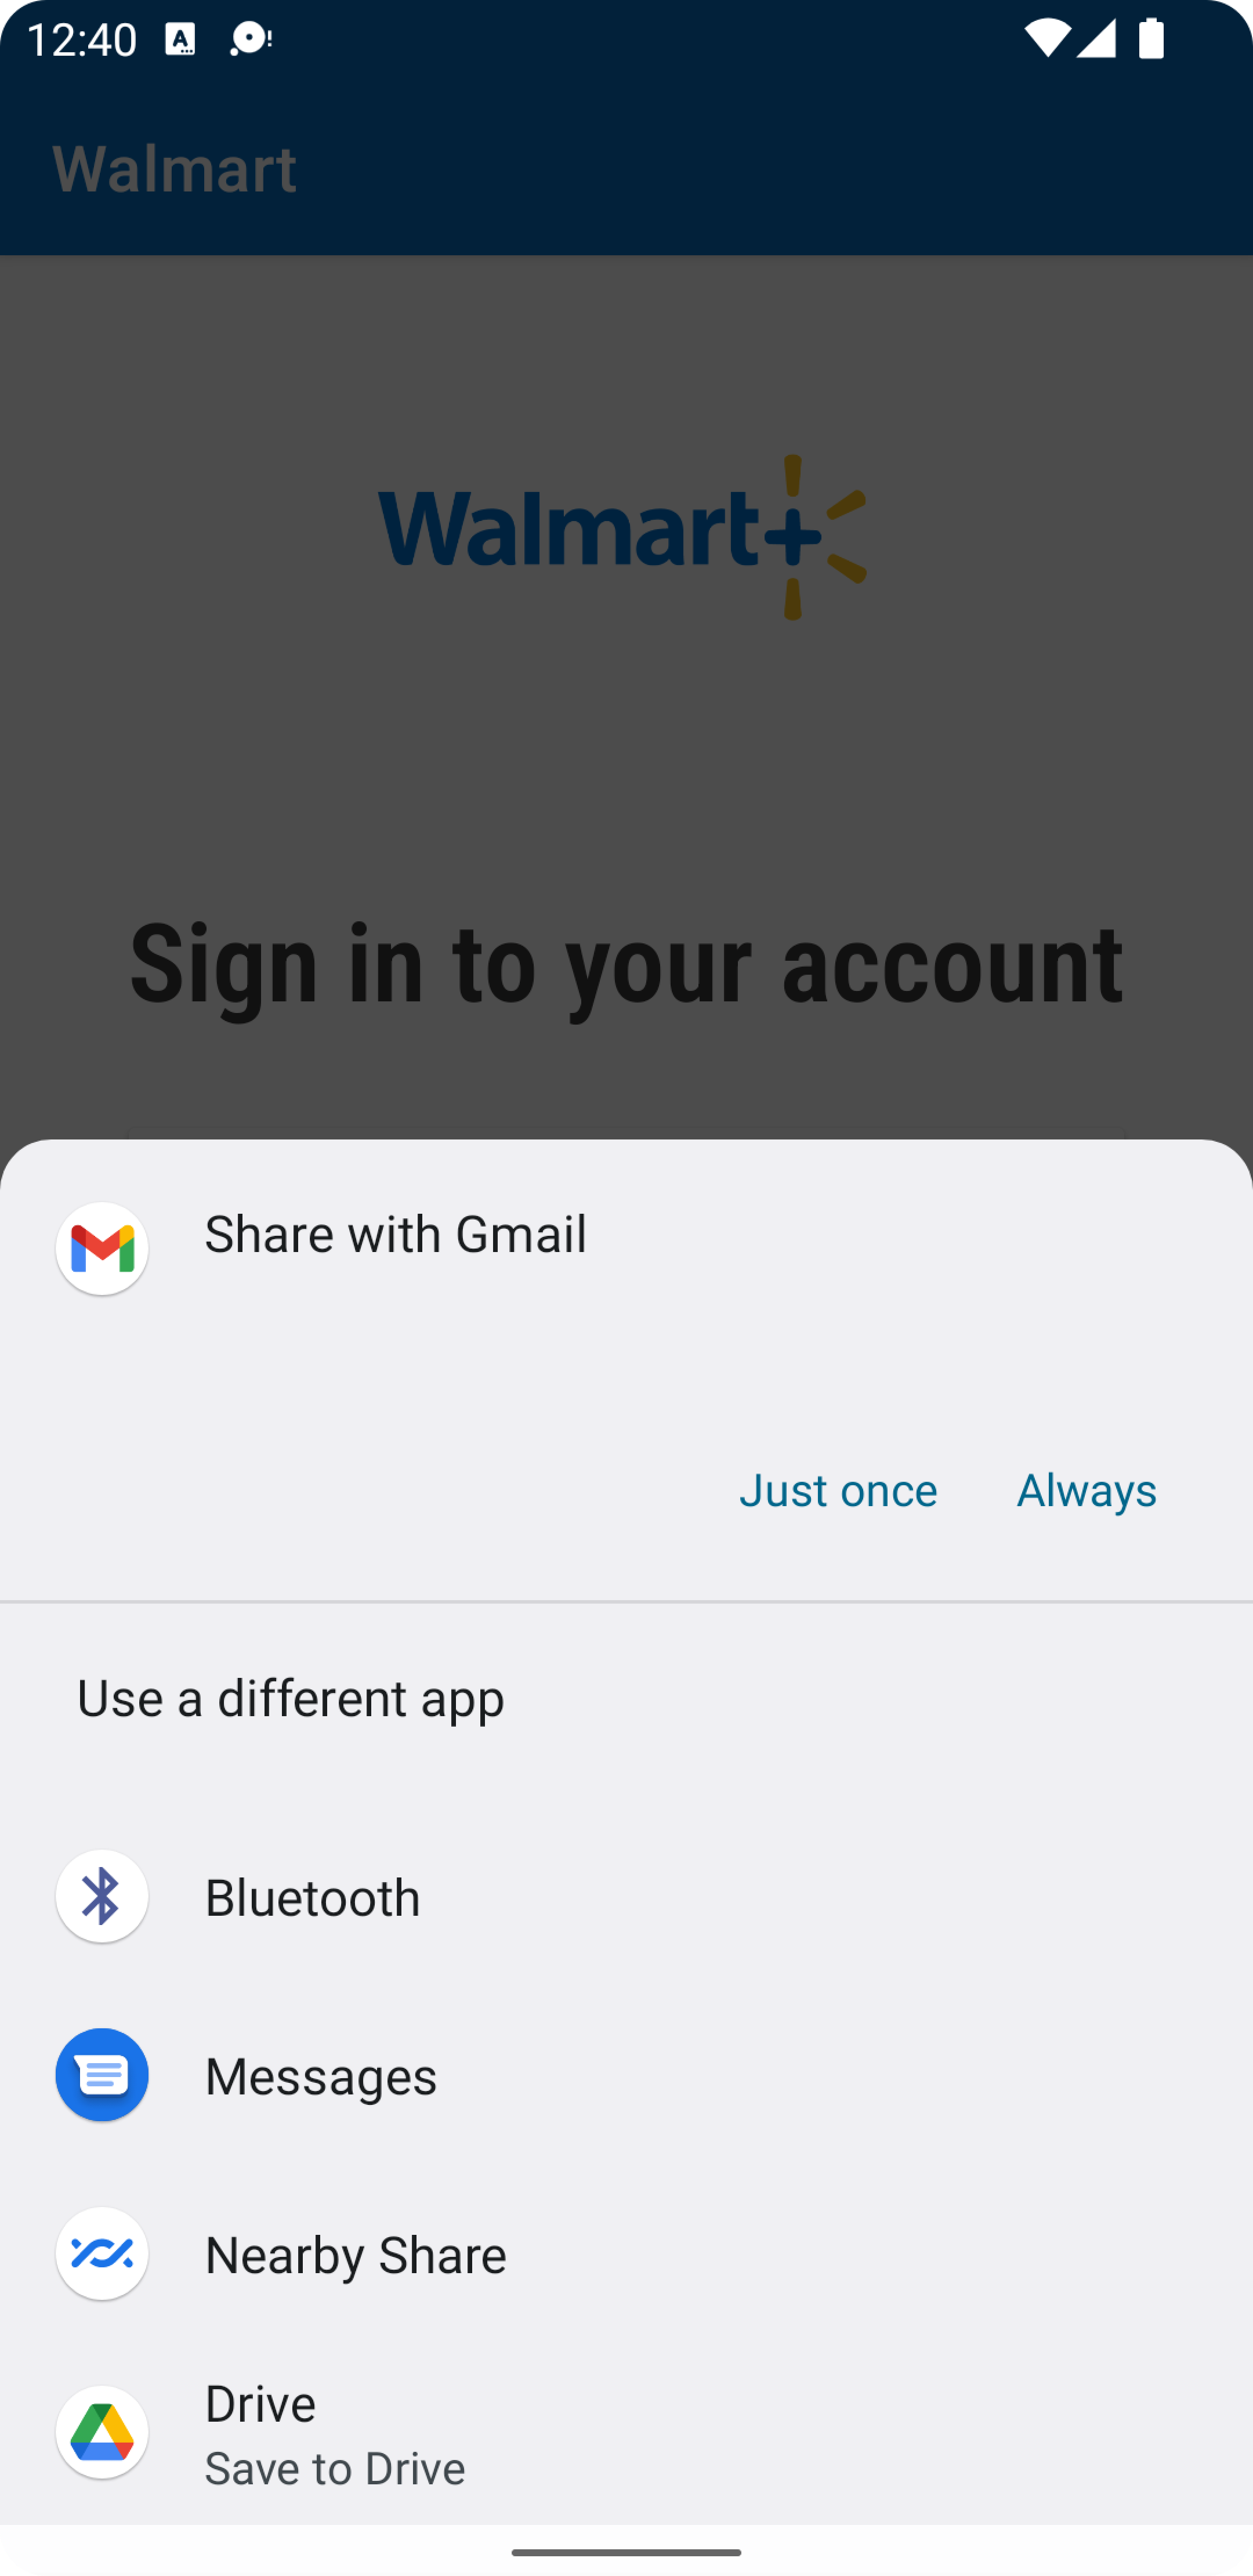 12:40
Walmart
Walmart+
Sign in to your account
Share with Gmail
Just once Always
Use a different app
Bluetooth
Messages
Nearby Share
Drive
Save to Drive